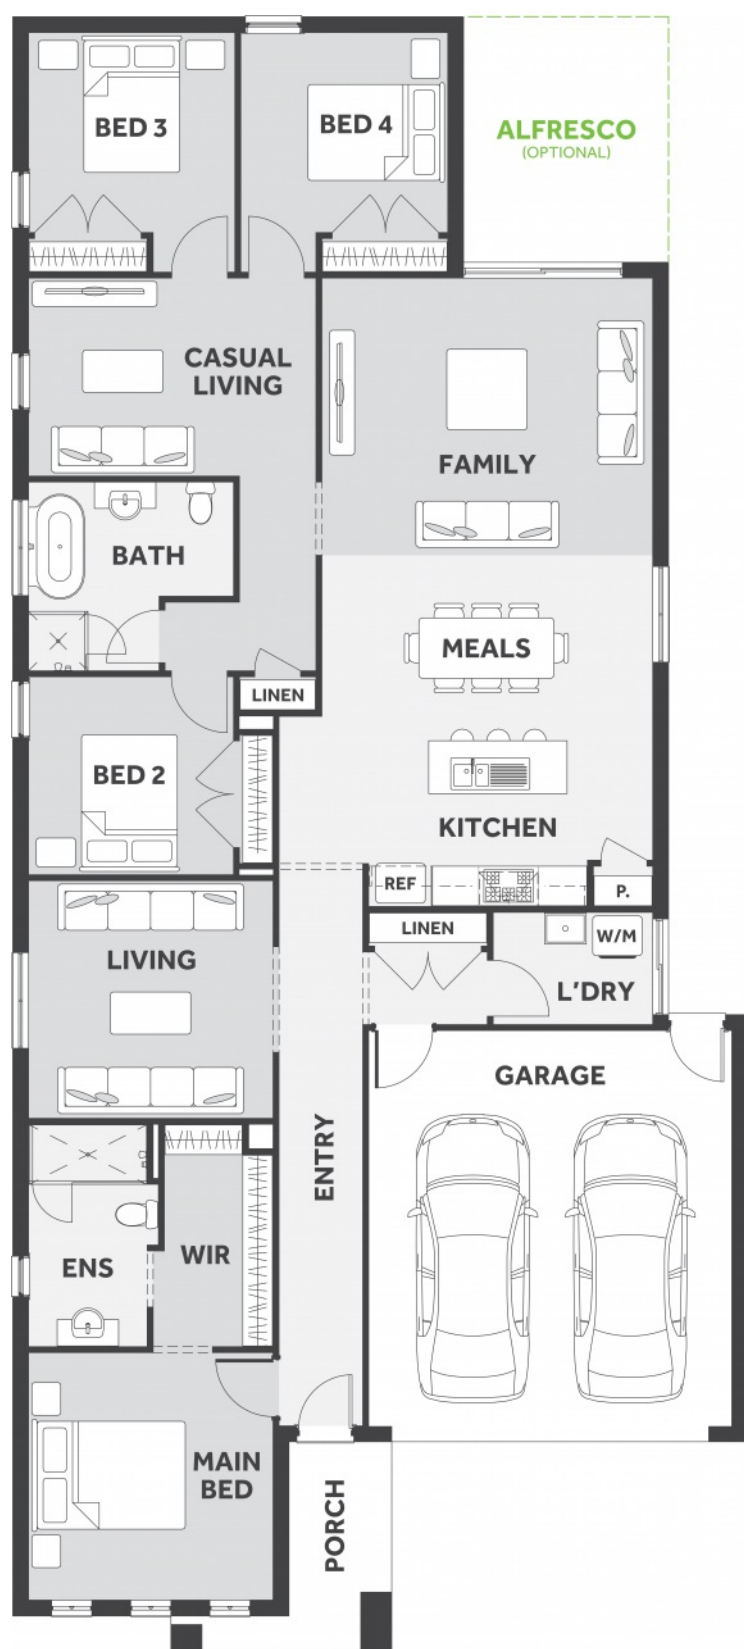 BED 3
BED 4
ALFRESCO
(OPTIONAL)
CASUAL
LIVING
FAMILY
BATH
MEALS
LINEN
BED 2
KITCHEN
REF
P.
LINEN
W/M
LIVING
L'DRY
GARAGE
ENTRY
WIR
ENS
MAIN
BED
PORCH